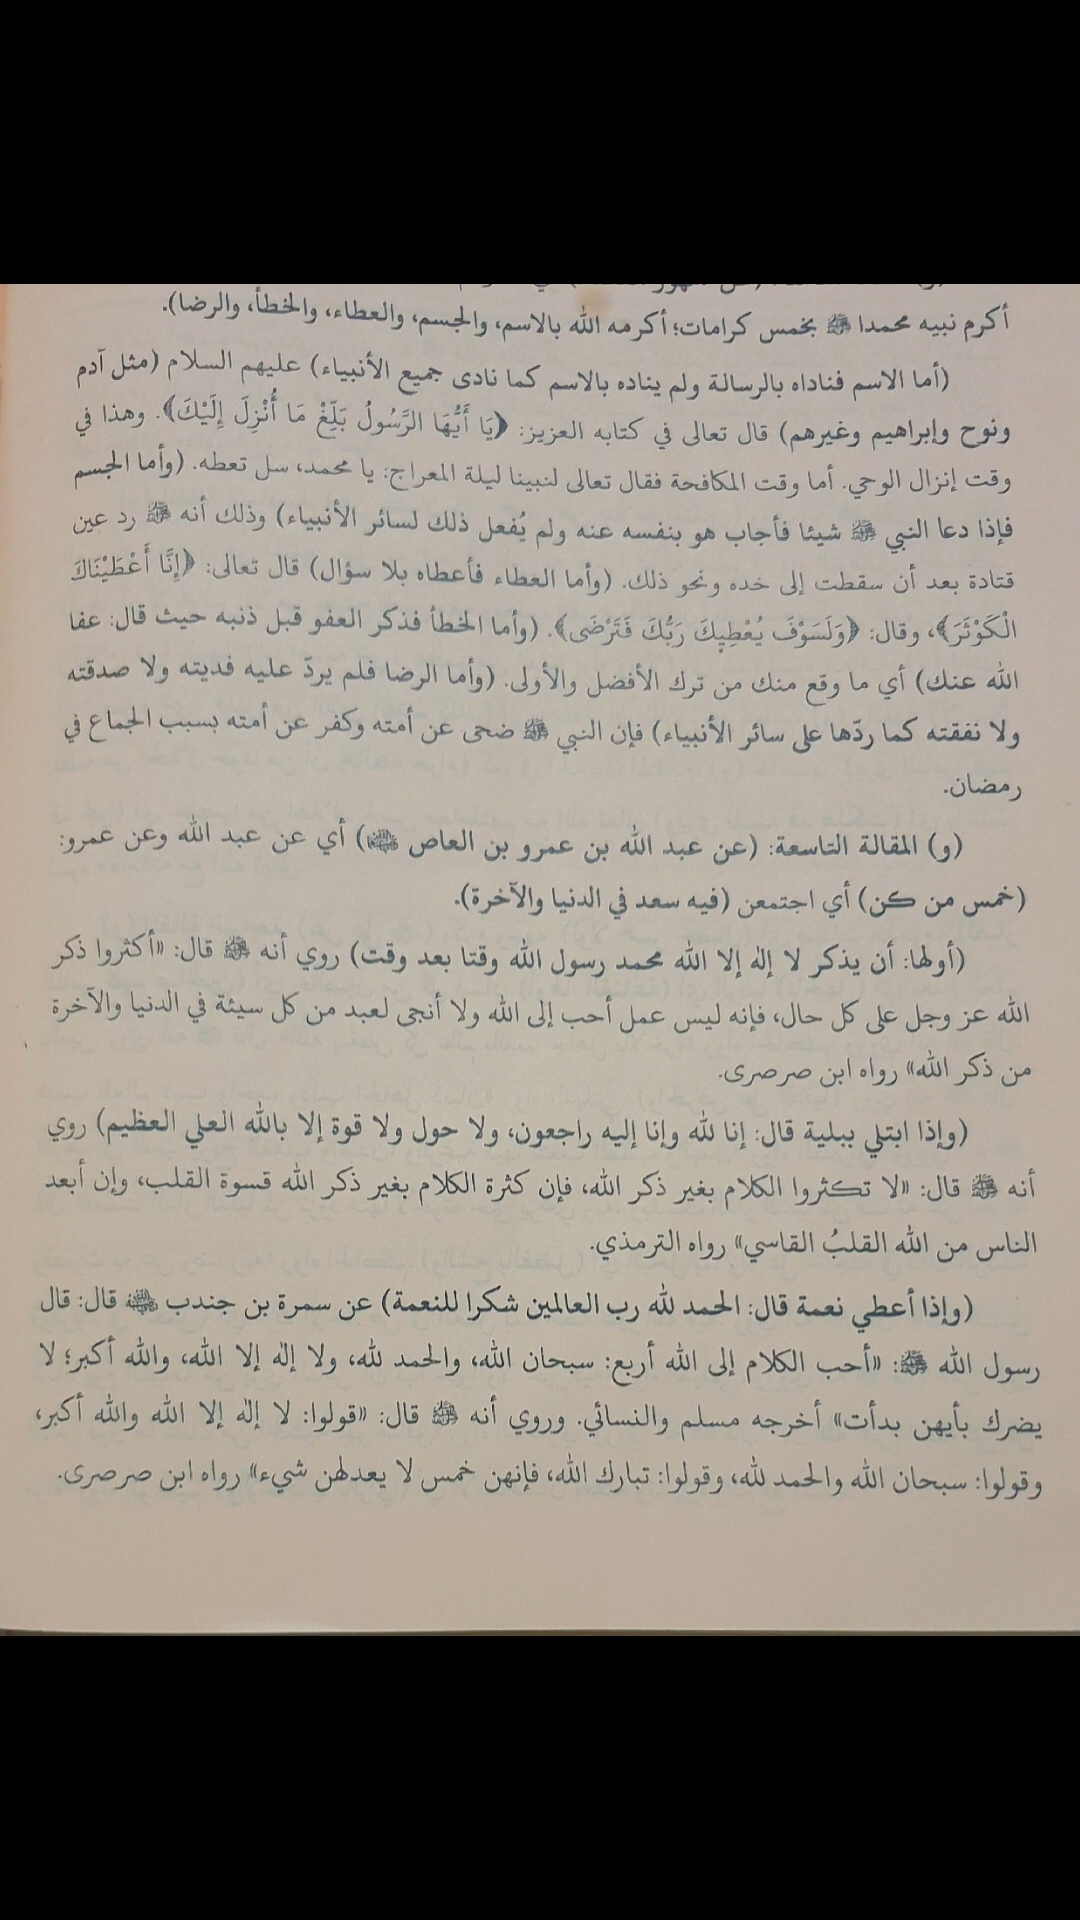 أكرم نبيه محمدا ﷺ بخمس كرامات؛ أكرمه الله بالاسم، والجسم، والعطاء، والخطأ، والرضا).
(أما الاسم فناداه بالرسالة ولم يناده بالاسم كما نادى جميع الأنبياء) عليهم السلام (مثل آدم
ونوح وإبراهيم وغيرهم) قال تعالى في كتابه العزيز: ﴿يَا أَيُّهَا الرَّسُولُ بَلِّغْ مَا أُنْزِلَ إِلَيْكَ﴾. وهذا في
وقت إنزال الوحي. أما وقت المكافحة فقال تعالى لنبينا ليلة المعراج: يا محمد، سل تعطه. (وأما الجسم
فإذا دعا النبي ﷺ شيئا فأجاب هو بنفسه عنه ولم يُفعل ذلك لسائر الأنبياء) وذلك أنه ﷺ رد عين
قتادة بعد أن سقطت إلى خده ونحو ذلك. (وأما العطاء فأعطاه بلا سؤال) قال تعالى: ﴿إِنَّا أَعْطَيْنَاكَ
الْكَوْثَرَ﴾، وقال: ﴿وَلَسَوْفَ يُعْطِيكَ رَبُّكَ فَتَرْضَى﴾. (وأما الخطأ فذكر العفو قبل ذنبه حيث قال: عفا
الله عنك) أي ما وقع منك من ترك الأفضل والأولى. (وأما الرضا فلم يردّ عليه فديته ولا صدقته
ولا نفقته كما ردّها على سائر الأنبياء) فإن النبي ﷺ ضحى عن أمته وكفر عن أمته بسبب الجماع في
رمضان.
(و) المقالة التاسعة: (عن عبد الله بن عمرو بن العاص ﷺ) أي عن عبد الله وعن عمرو:
(خمس من كن) أي اجتمعن (فيه سعد في الدنيا والآخرة).
(أولها: أن يذكر لا إله إلا الله محمد رسول الله وقتا بعد وقت) روي أنه ﷺ قال: «أكثروا ذكر
الله عز وجل على كل حال، فإنه ليس عمل أحب إلى الله ولا أنجى لعبد من كل سيئة في الدنيا والآخرة
من ذكر الله» رواه ابن صرصرى.
(وإذا ابتلي ببلية قال: إنا لله وإنا إليه راجعون، ولا حول ولا قوة إلا بالله العلي العظيم) روي
أنه ﷺ قال: «لا تكثروا الكلام بغير ذكر الله، فإن كثرة الكلام بغير ذكر الله قسوة القلب، وإن أبعد
الناس من الله القلبُ القاسي» رواه الترمذي.
(وإذا أعطي نعمة قال: الحمد لله رب العالمين شكرا للنعمة) عن سمرة بن جندب قال: قال
رسول الله ﷺ: «أحب الكلام إلى الله أربع: سبحان الله، والحمد لله، ولا إله إلا الله، والله أكبر؛ لا
يضرك بأيهن بدأت» أخرجه مسلم والنسائي. وروي أنه ﷺ قال: «قولوا: لا إله إلا الله والله أكبر،
وقولوا: سبحان الله والحمد لله، وقولوا: تبارك الله، فإنهن خمس لا يعدلهن شيء» رواه ابن صرصرى.